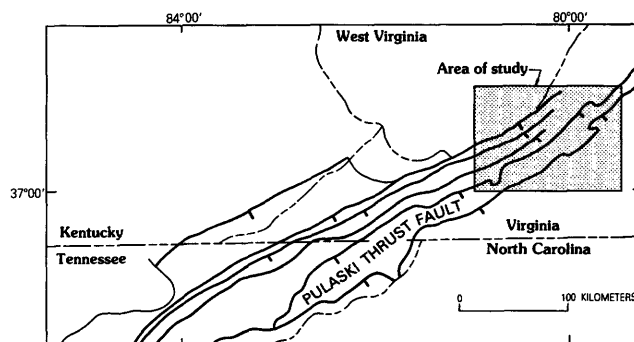 84°00'
80°00'
West Virginia
Area of study
37°00'
Kentucky
Tennessee
PULASKI THRUST FAULT
Virginia
North Carolina
0
100 KILOMETERS